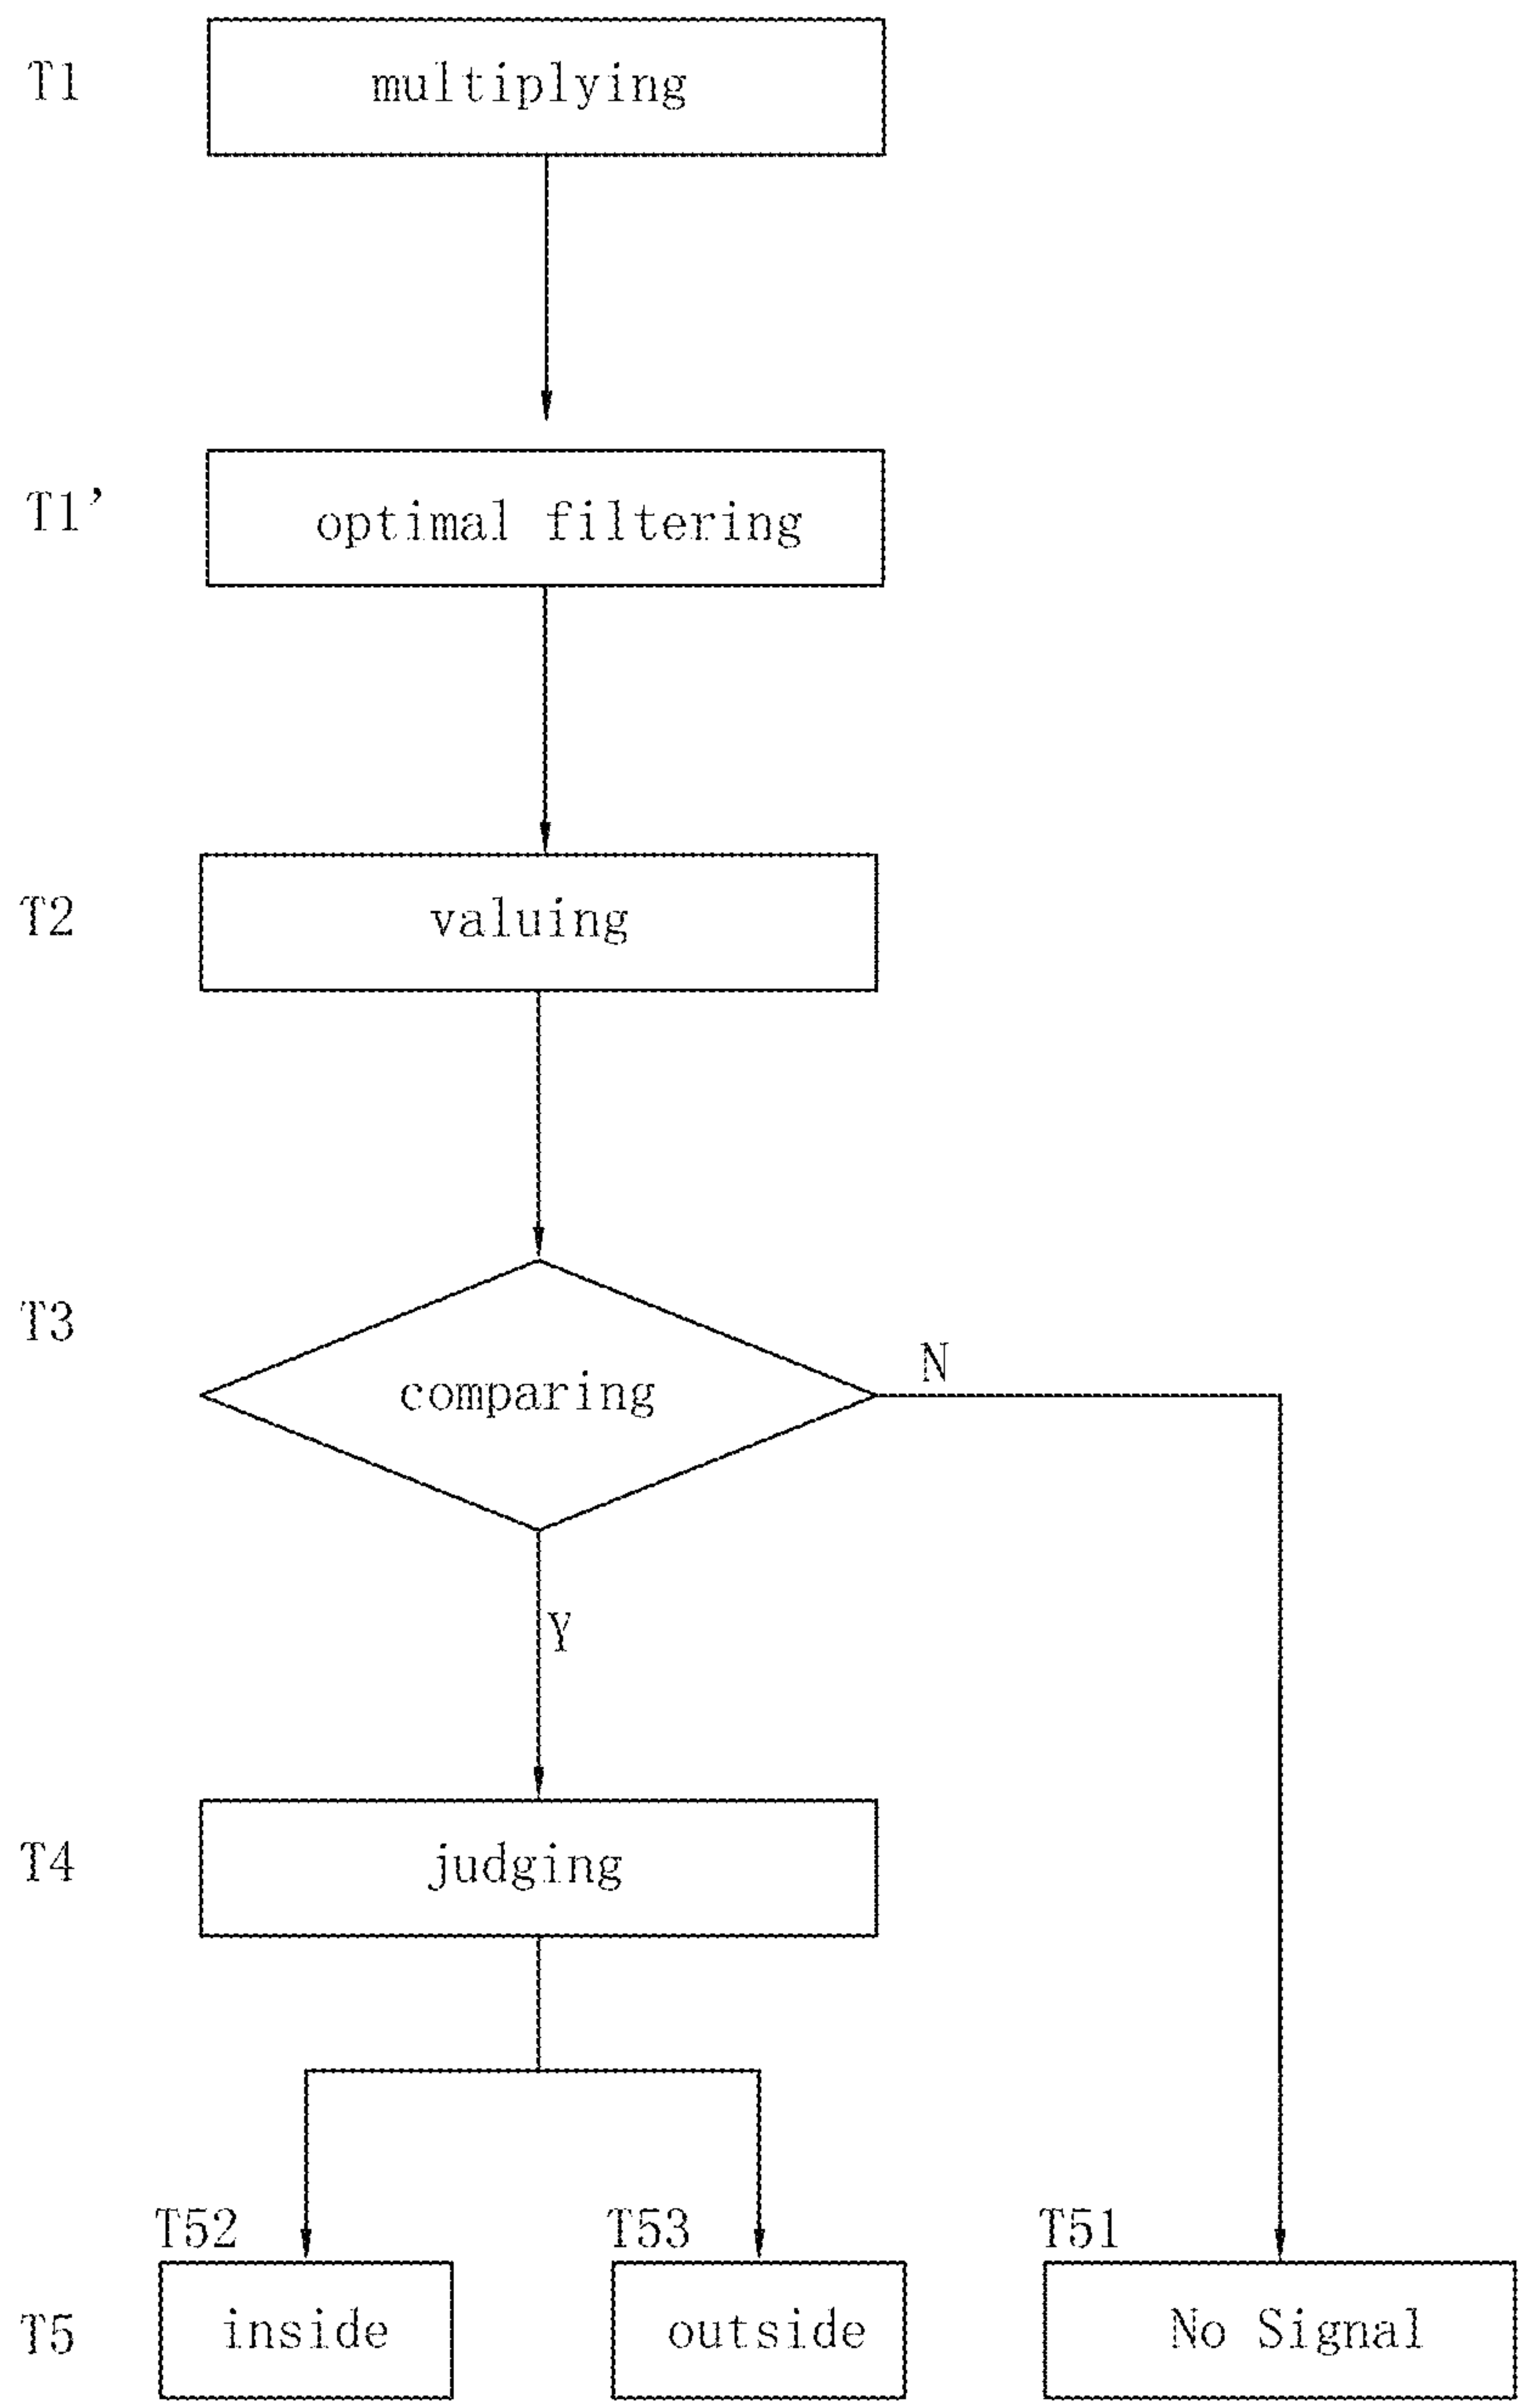 T1
multiplying
T1’
optimal filtering
T2
valuing
T3
comparing
N
Y
T4
judging
T52
T53
T51
T5
inside
outside
No Signal